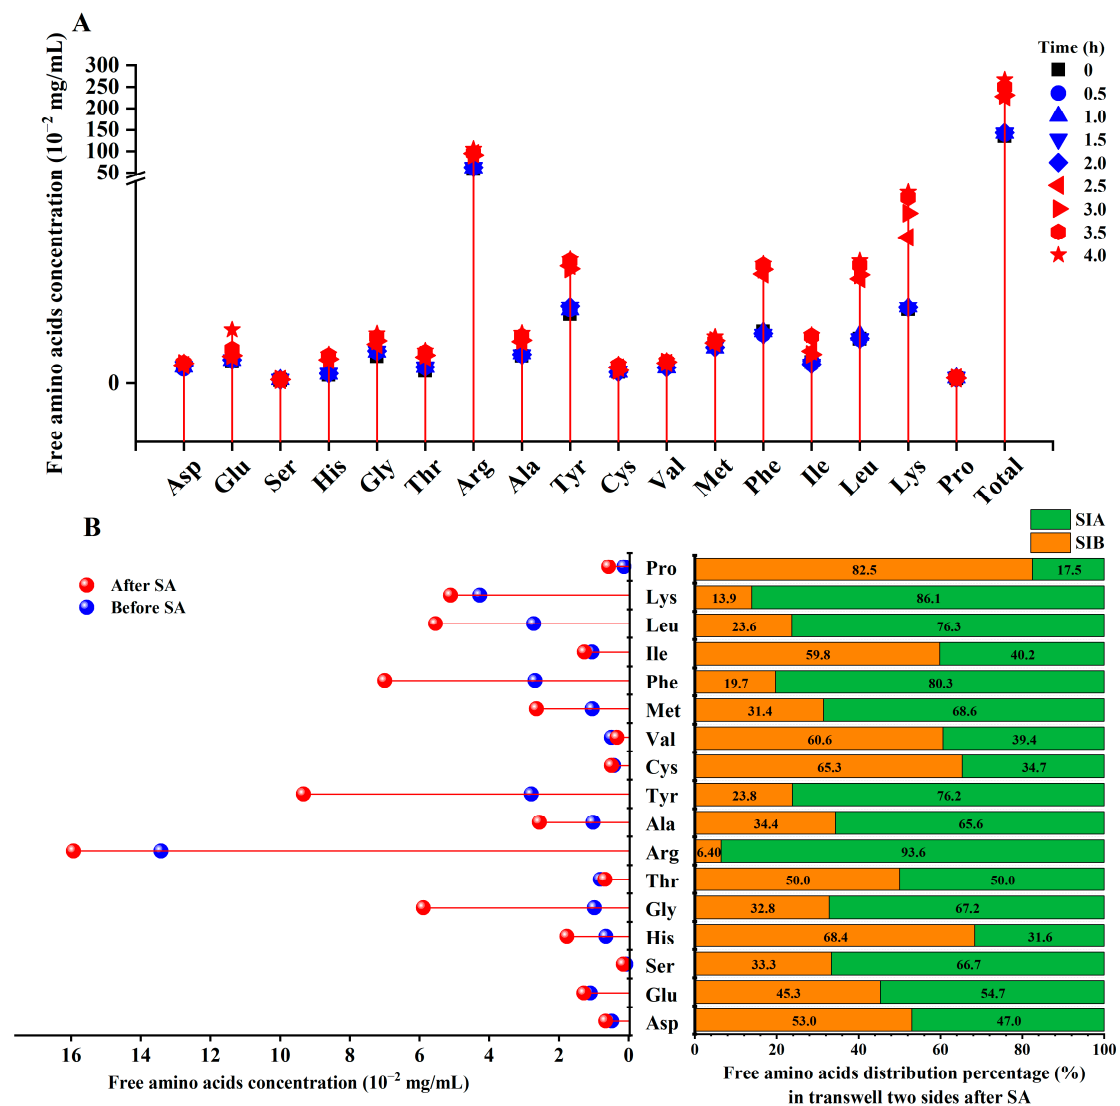 A
Free amino acids concentration (10⁻² mg/mL)
300
250
200
150
100
50
0
Time (h)
0
0.5
1.0
1.5
2.0
2.5
3.0
3.5
4.0
Asp Glu Ser His Gly Thr Arg Ala Tyr Cys Val Met Phe Ile Leu Lys Pro Total
B
After SA
Before SA
SIA
SIB
Pro 82.5 17.5
Lys 13.9 86.1
Leu 23.6 76.3
Ile 59.8 40.2
Phe 19.7 80.3
Met 31.4 68.6
Val 60.6 39.4
Cys 65.3 34.7
Tyr 23.8 76.2
Ala 34.4 65.6
Arg 6.40 93.6
Thr 50.0 50.0
Gly 32.8 67.2
His 68.4 31.6
Ser 33.3 66.7
Glu 45.3 54.7
Asp 53.0 47.0
16 14 12 10 8 6 4 2 0
Free amino acids concentration (10⁻² mg/mL)
0 20 40 60 80 100
Free amino acids distribution percentage (%)
in transwell two sides after SA